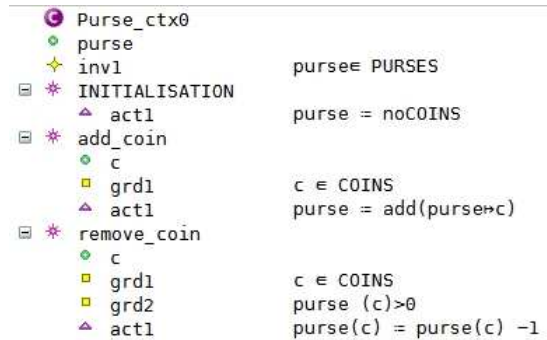 Purse_ctx0
purse
inv1 purse∈ PURSES
INITIALISATION
act1 purse ≔ noCOINS
add_coin
c
grd1 c ∈ COINS
act1 purse ≔ add(purse↦c)
remove_coin
c
grd1 c ∈ COINS
grd2 purse (c)>0
act1 purse(c) ≔ purse(c) −1